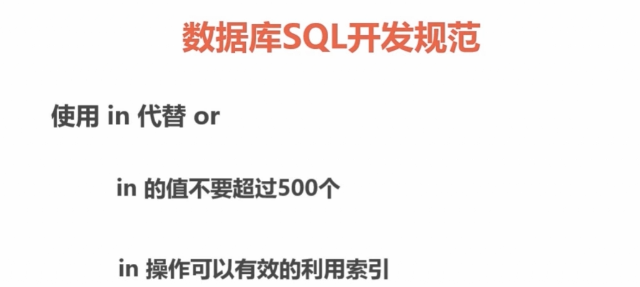 数据库SQL开发规范
使用 in 代替 or
in 的值不要超过500个
in 操作可以有效的利用索引